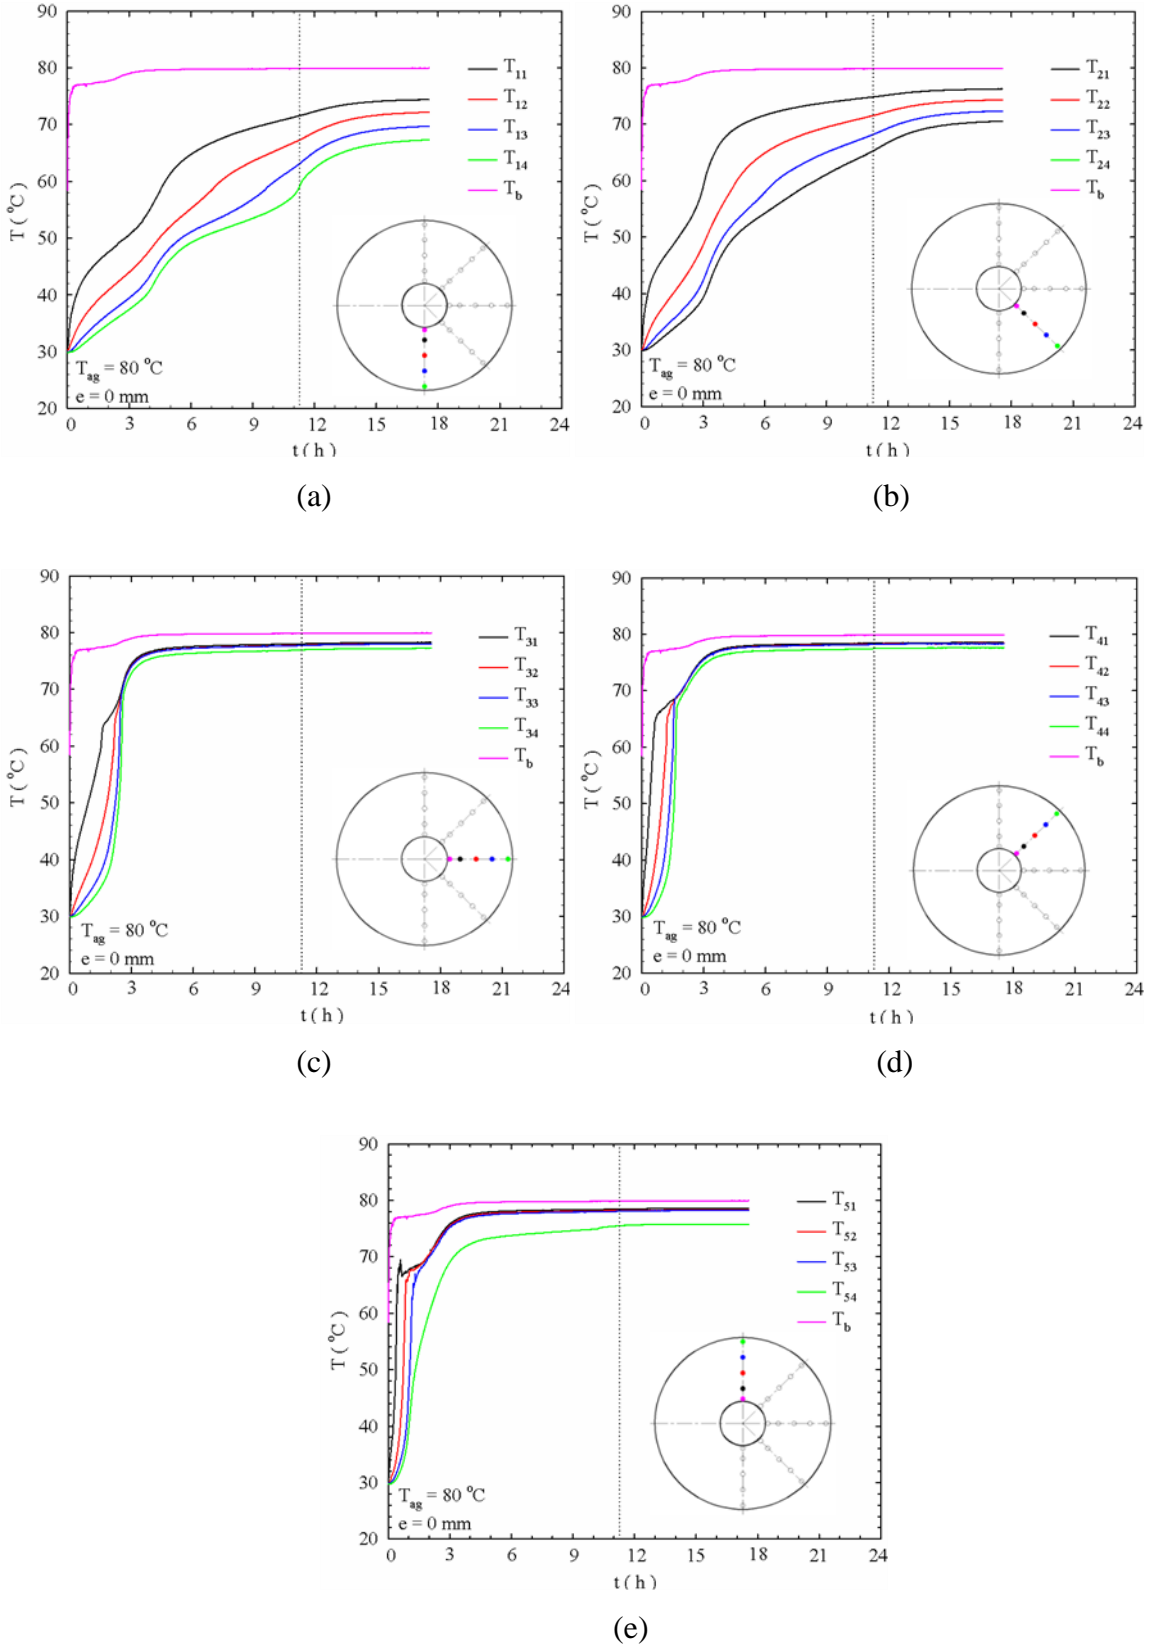 90
80
70
60
50
40
30
20
T ( °C )
T11
T12
T13
T14
Tb
Tag = 80 °C
e = 0 mm
0 3 6 9 12 15 18 21 24
t ( h )
(a)
90
80
70
60
50
40
30
20
T ( °C )
T21
T22
T23
T24
Tb
Tag = 80 °C
e = 0 mm
0 3 6 9 12 15 18 21 24
t ( h )
(b)
90
80
70
60
50
40
30
20
T ( °C )
T31
T32
T33
T34
Tb
Tag = 80 °C
e = 0 mm
0 3 6 9 12 15 18 21 24
t ( h )
(c)
90
80
70
60
50
40
30
20
T ( °C )
T41
T42
T43
T44
Tb
Tag = 80 °C
e = 0 mm
0 3 6 9 12 15 18 21 24
t ( h )
(d)
90
80
70
60
50
40
30
20
T ( °C )
T51
T52
T53
T54
Tb
Tag = 80 °C
e = 0 mm
0 3 6 9 12 15 18 21 24
t ( h )
(e)